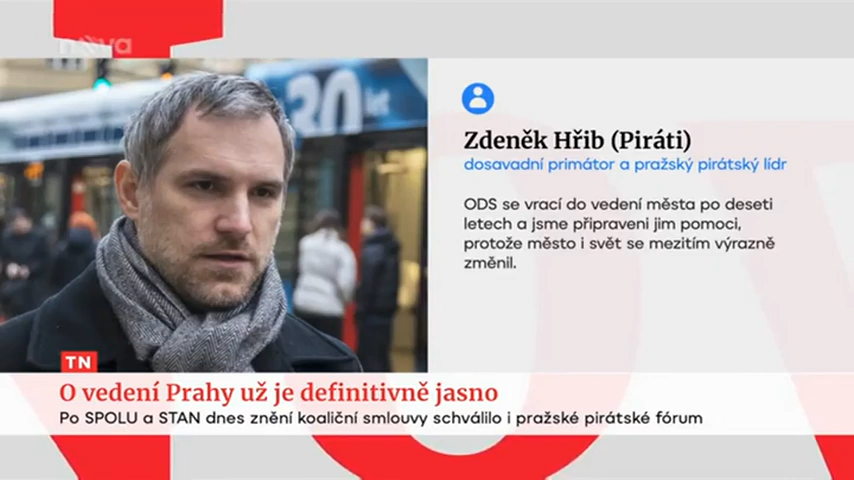 nova
30 let
Zdeněk Hřib (Piráti)
dosavadní primátor a pražský pirátský lídr
ODS se vrací do vedení města po deseti
letech a jsme připraveni jim pomoci,
protože město i svět se mezitím výrazně
změnil.
TN
O vedení Prahy už je definitivně jasno
Po SPOLU a STAN dnes znění koaliční smlouvy schválilo i pražské pirátské fórum